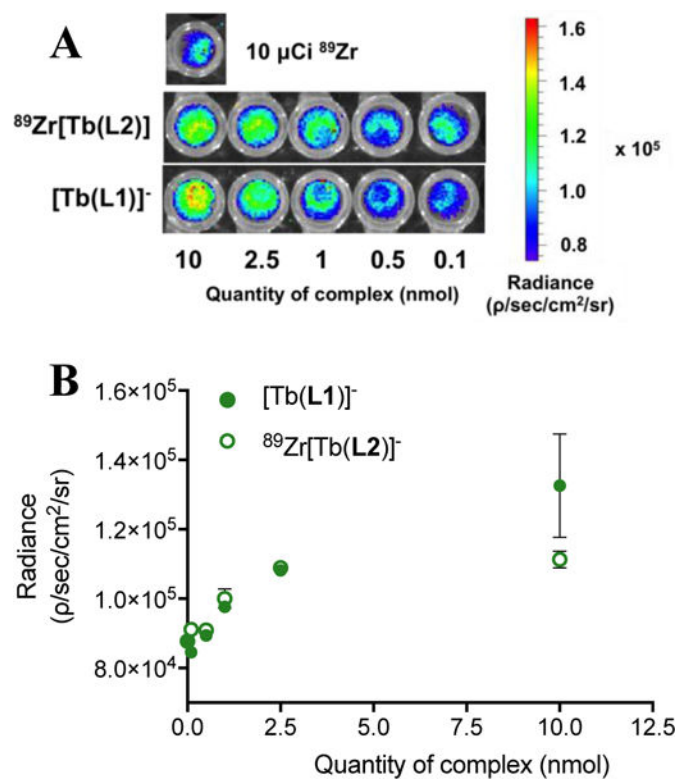 A
10 µCi ⁸⁹Zr
⁸⁹Zr[Tb(L2)]
[Tb(L1)]⁻
10 2.5 1 0.5 0.1
Quantity of complex (nmol)
1.6
1.4
1.2
1.0
0.8
x 10⁵
Radiance
(ρ/sec/cm²/sr)
B
[Tb(L1)]⁻
⁸⁹Zr[Tb(L2)]⁻
1.6×10⁵
1.4×10⁵
1.2×10⁵
1.0×10⁵
8.0×10⁴
Radiance
(ρ/sec/cm²/sr)
0.0 2.5 5.0 7.5 10.0 12.5
Quantity of complex (nmol)